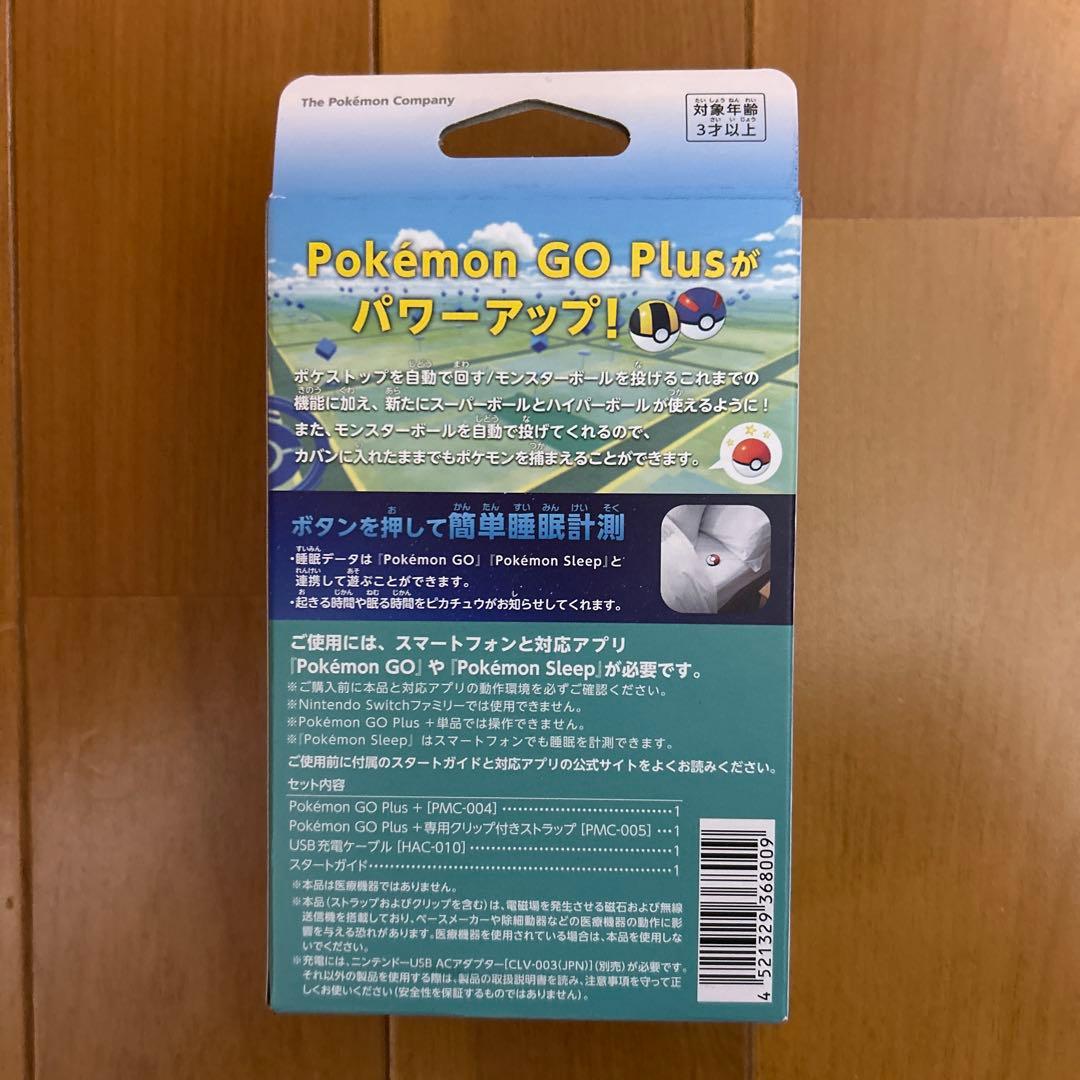 The Pokémon Company
対象年齢
3才以上
Pokémon GO Plusが
パワーアップ!
ポケストップを自動で回す/モンスターボールを投げるこれまでの
機能に加え、新たにスーパーボールとハイパーボールが使えるように!
また、モンスターボールを自動で投げてくれるので、
カバンに入れたままでもポケモンを捕まえることができます。
ボタンを押して簡単睡眠計測
・睡眠データは『Pokémon GO』『Pokémon Sleep』と
連携して遊ぶことができます。
・起きる時間や眠る時間をピカチュウがお知らせしてくれます。
ご使用には、スマートフォンと対応アプリ
『Pokémon GO』や『Pokémon Sleep』が必要です。
※ご購入前に本品と対応アプリの動作環境を必ずご確認ください。
※Nintendo Switchファミリーでは使用できません。
※Pokémon GO Plus +単品では操作できません。
※『Pokémon Sleep』はスマートフォンでも睡眠を計測できます。
ご使用前に付属のスタートガイドと対応アプリの公式サイトをよくお読みください。
セット内容
Pokémon GO Plus + [PMC-004] ……………………………1
Pokémon GO Plus +専用クリップ付きストラップ [PMC-005] …1
USB充電ケーブル [HAC-010] ……………………………………1
スタートガイド……………………………………………………1
※本品は医療機器ではありません。
※本品(ストラップおよびクリップを含む)は、電磁場を発生させる磁石および無線
送信機を搭載しており、ペースメーカーや除細動器などの医療機器の動作に影
響を与える恐れがあります。医療機器を使用されている場合は、本品を使用しな
いでください。
※充電には、ニンテンドーUSB ACアダプター[CLV-003(JPN)](別売)が必要です。
それ以外の製品を使用する際は、製品の取扱説明書を読み、注意事項を守って正
しくお使いください(安全性を保証するものではありません)。
4 521329 368009